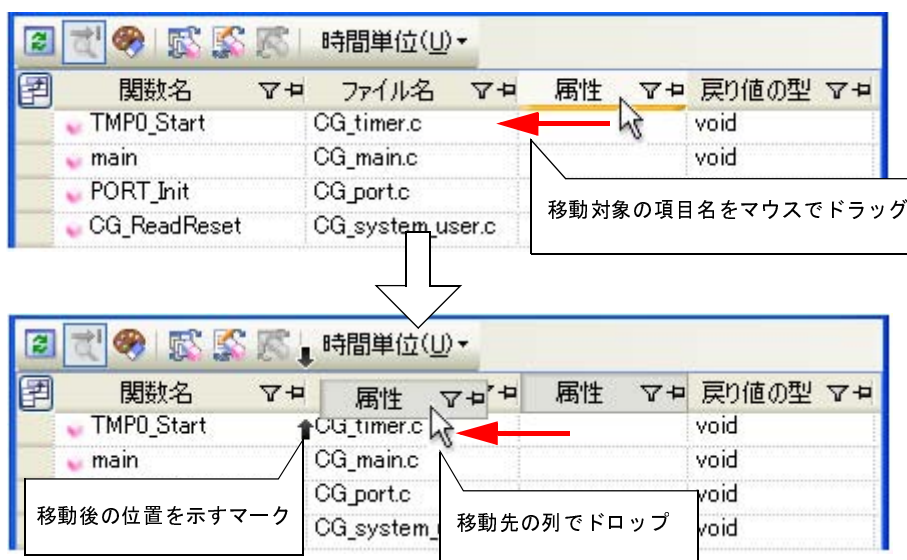 時間単位(U)
関数名 ファイル名 属性 戻り値の型
TMP0_Start CG_timer.c void
main CG_main.c void
PORT_Init CG_port.c
CG_ReadReset CG_system_user.c
移動対象の項目名をマウスでドラッグ
時間単位(U)
関数名 属性 属性 戻り値の型
TMP0_Start CG_timer.c void
main CG_main.c void
CG_port.c void
CG_system_ void
移動後の位置を示すマーク
移動先の列でドロップ